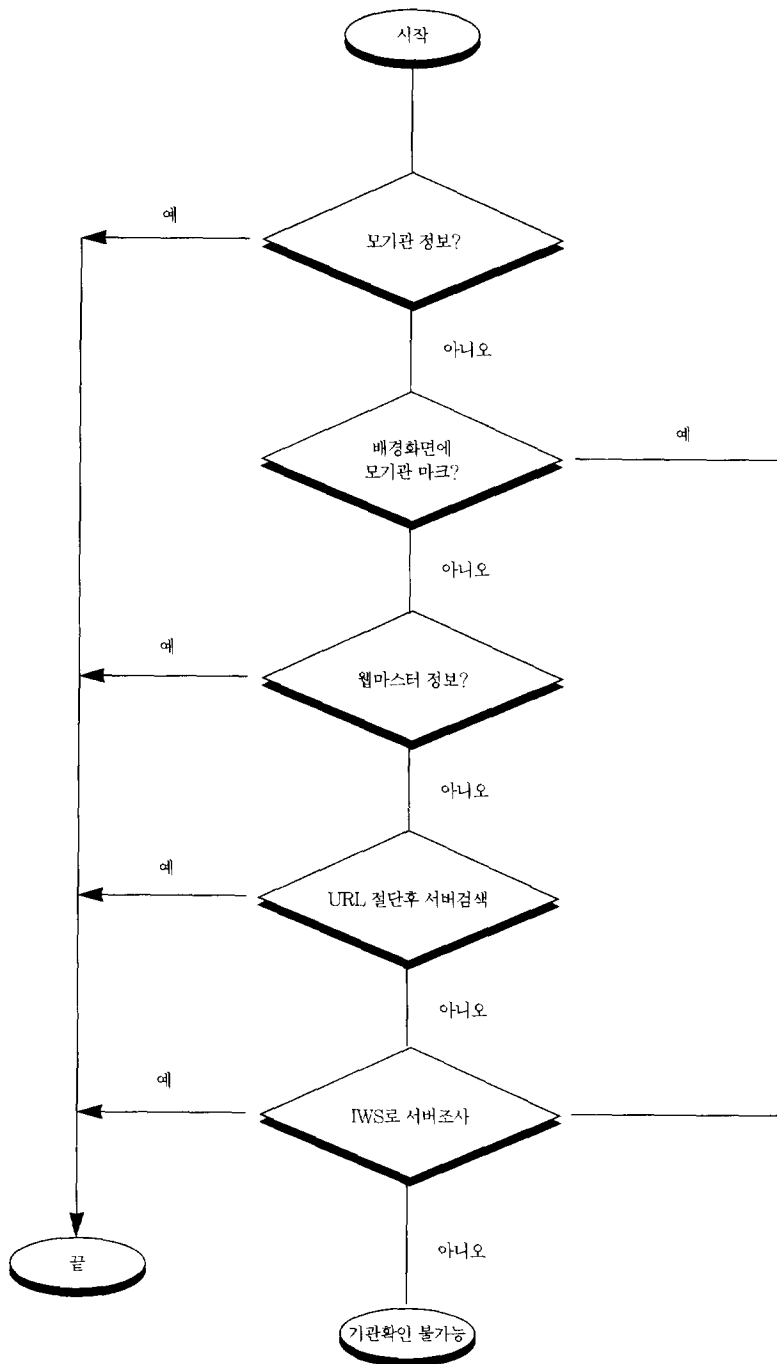 시작
예
모기관 정보?
아니오
배경화면에
모기관 마크?
예
아니오
예
웹마스터 정보?
아니오
예
URL 절단후 서버검색
아니오
예
IWS로 서버조사
아니오
끝
기관확인 불가능